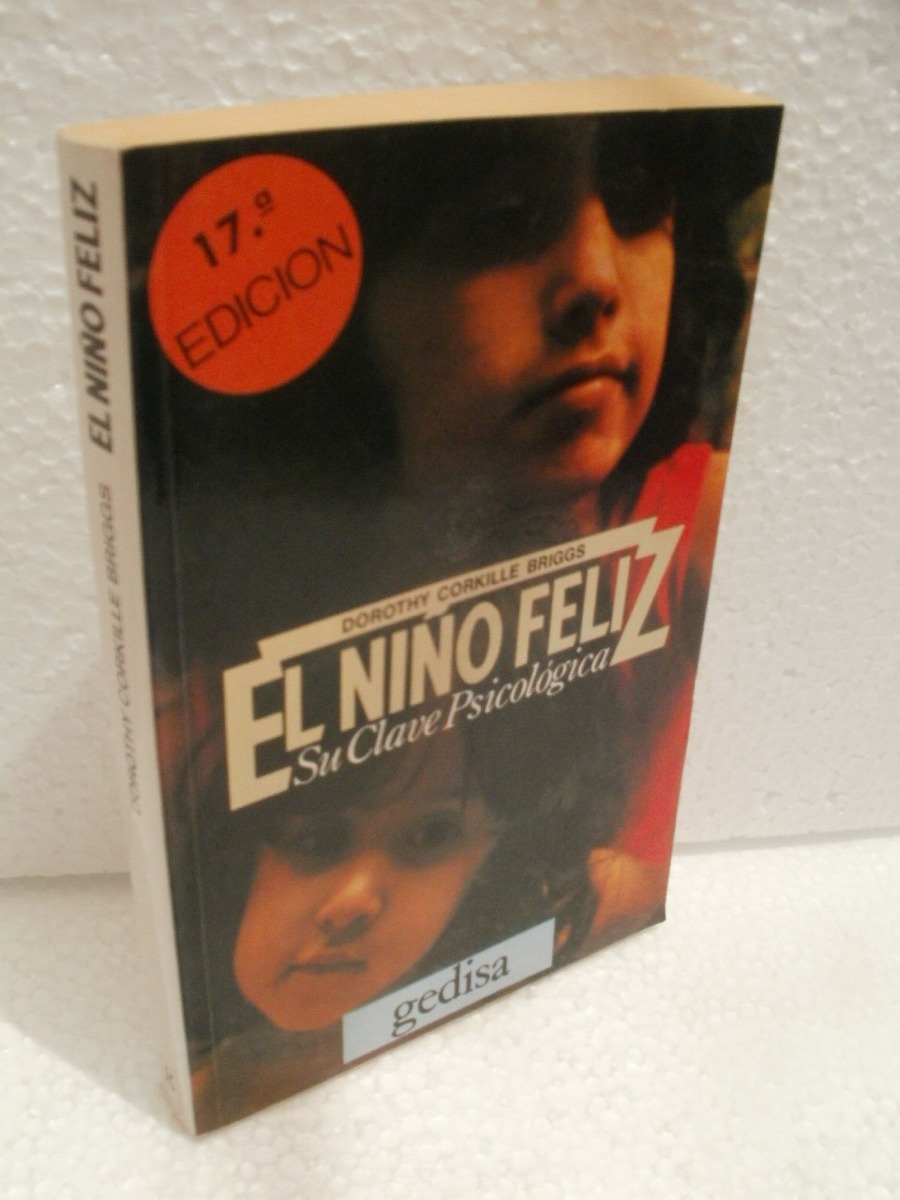 EL NIÑO FELIZ
DOROTHY CORKILLE BRIGGS
17.ª
EDICION
DOROTHY CORKILLE BRIGGS
EL NIÑO FELIZ
Su Clave Psicológica
gedisa